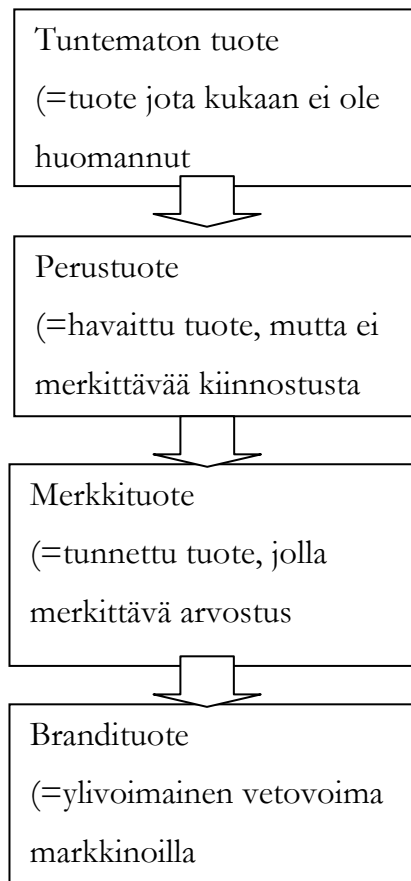 Tuntematon tuote
(=tuote jota kukaan ei ole
huomannut
Perustuote
(=havaittu tuote, mutta ei
merkittävää kiinnostusta
Merkkituote
(=tunnettu tuote, jolla
merkittävä arvostus
Brandituote
(=ylivoimainen vetovoima
markkinoilla